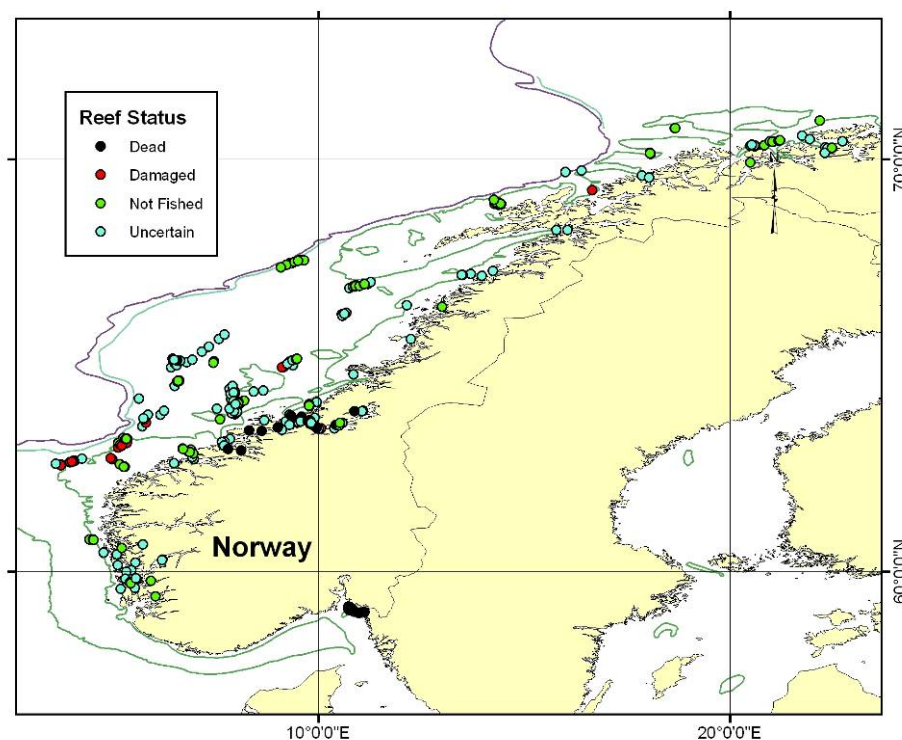 Reef Status
Dead
Damaged
Not Fished
Uncertain
70°0'0"N
Norway
60°0'0"N
10°0'0"E
20°0'0"E